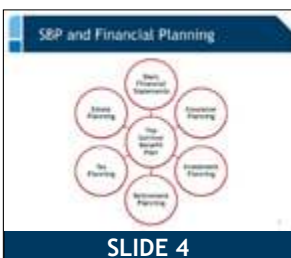 SBP and Financial Planning
Basic
Financial
Statements
Estate
Planning
Insurance
Planning
The
Survivor
Benefit
Plan
Tax
Planning
Investment
Planning
Retirement
Planning
SLIDE 4